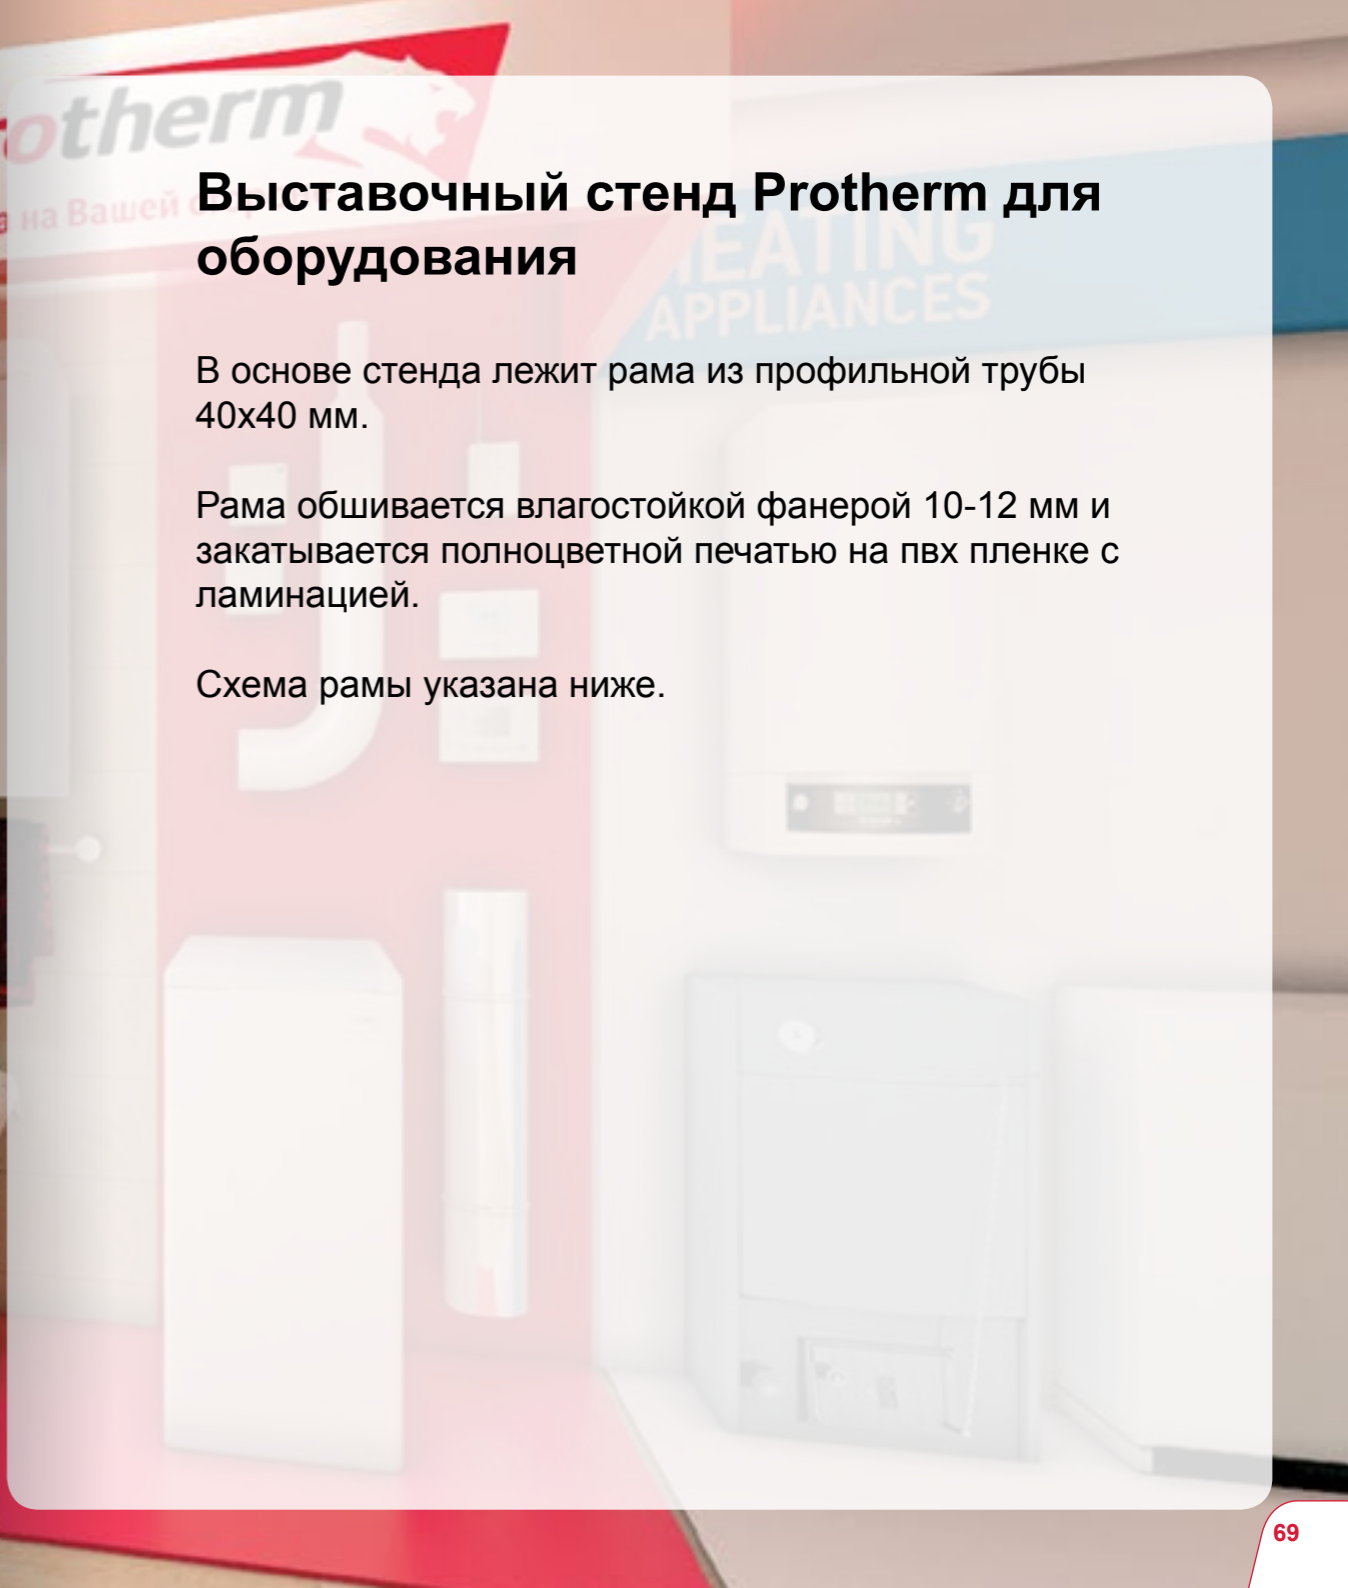 otherm
на Вашей
Выставочный стенд Protherm для
оборудования
HEATING
APPLIANCES
В основе стенда лежит рама из профильной трубы
40х40 мм.
Рама обшивается влагостойкой фанерой 10-12 мм и
закатывается полноцветной печатью на пвх пленке с
ламинацией.
Схема рамы указана ниже.
69